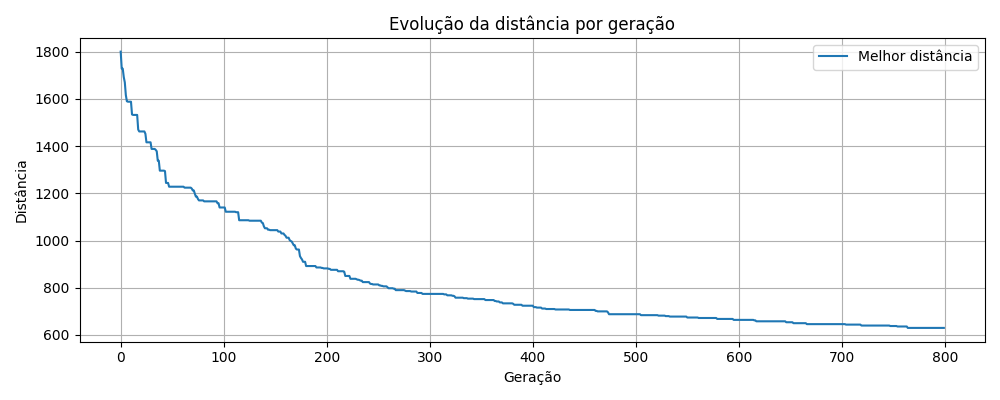 Evolução da distância por geração
Melhor distância
Distância
1800
1600
1400
1200
1000
800
600
0 100 200 300 400 500 600 700 800
Geração